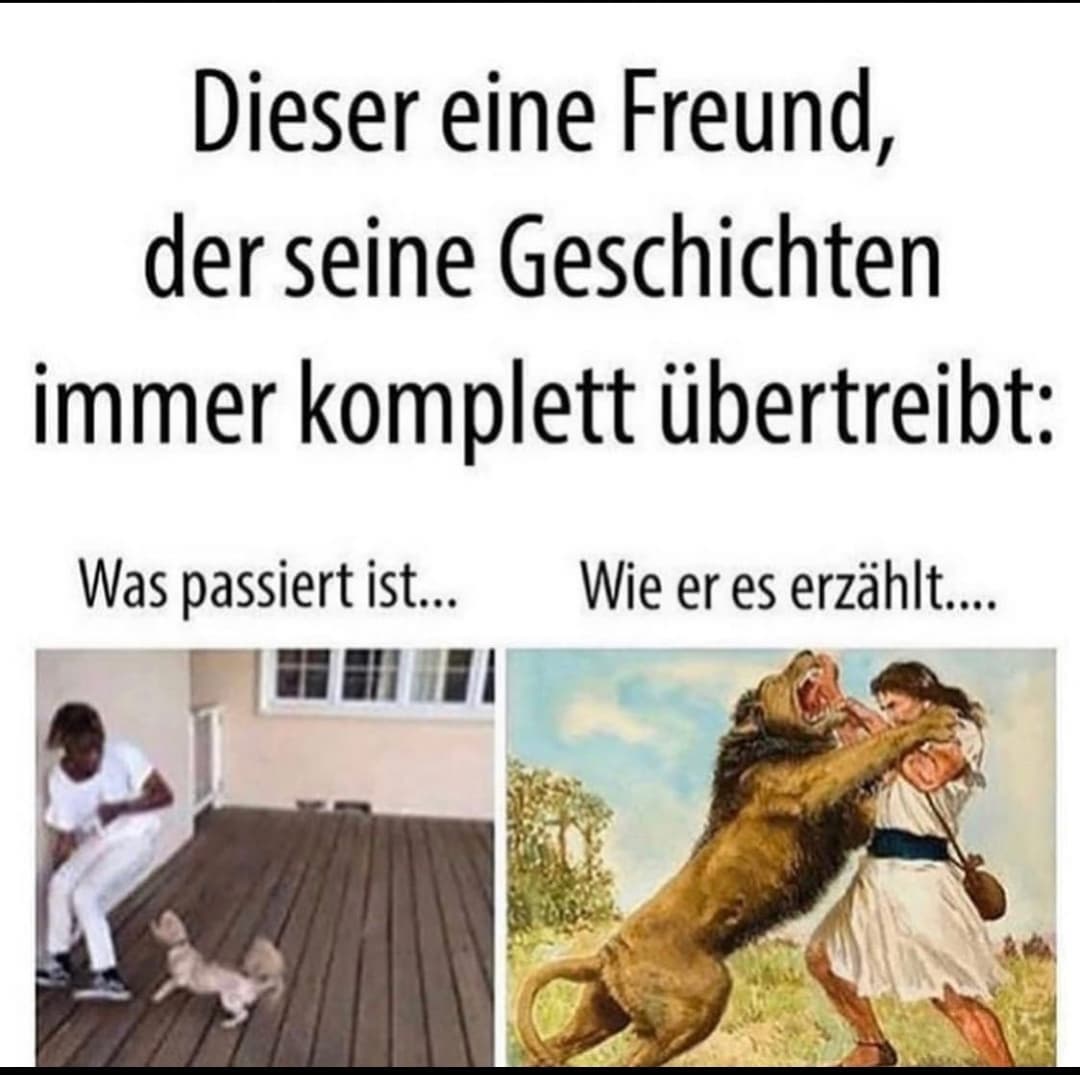 Dieser eine Freund,
der seine Geschichten
immer komplett übertreibt:
Was passiert ist...
Wie er es erzählt....